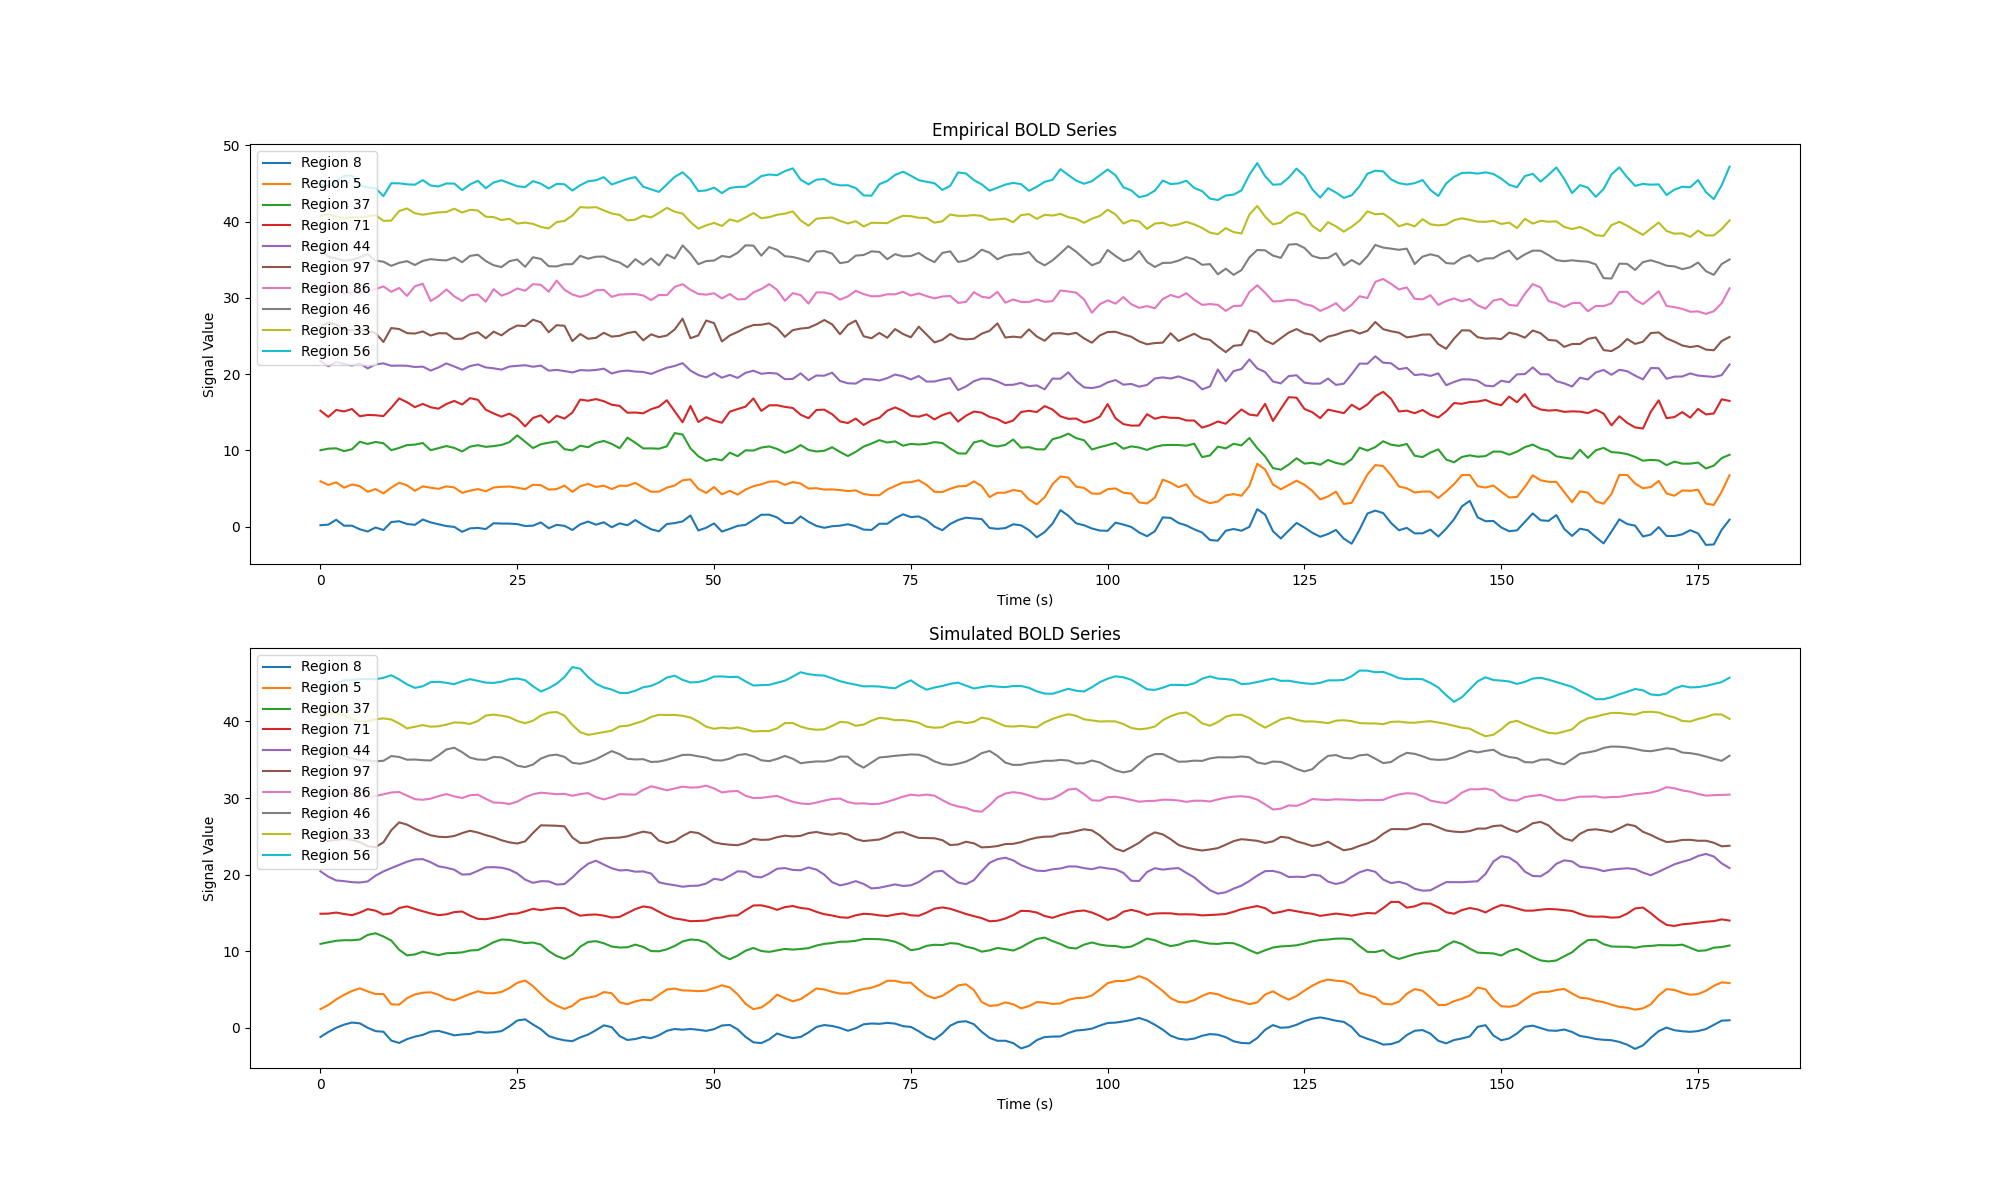 Empirical BOLD Series
50
40
30
20
10
0
Signal Value
Region 8
Region 5
Region 37
Region 71
Region 44
Region 97
Region 86
Region 46
Region 33
Region 56
0 25 50 75 100 125 150 175
Time (s)
Simulated BOLD Series
40
30
20
10
0
Signal Value
Region 8
Region 5
Region 37
Region 71
Region 44
Region 97
Region 86
Region 46
Region 33
Region 56
0 25 50 75 100 125 150 175
Time (s)